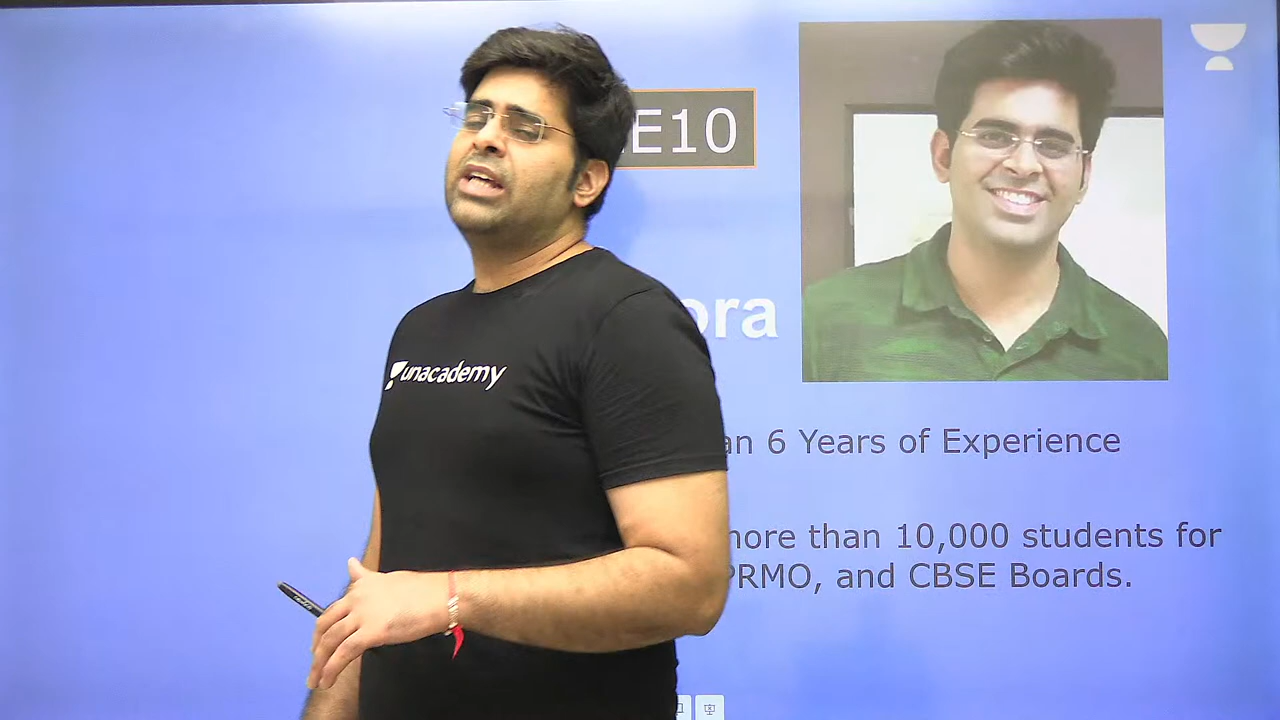 E10
ora
unacademy
an 6 Years of Experience
more than 10,000 students for
PRMO, and CBSE Boards.